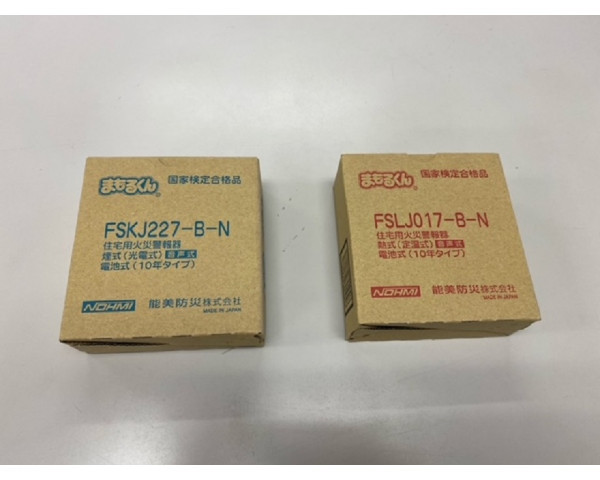 まもるくん® 国家検定合格品
FSKJ227-B-N
住宅用火災警報器
煙式(光電式) 音声式
電池式(10年タイプ)
NOHMI 能美防災株式会社
MADE IN JAPAN
まもるくん® 国家検定合格品
FSLJ017-B-N
住宅用火災警報器
熱式(定温式) 音声式
電池式(10年タイプ)
NOHMI 能美防災株式会社
MADE IN JAPAN